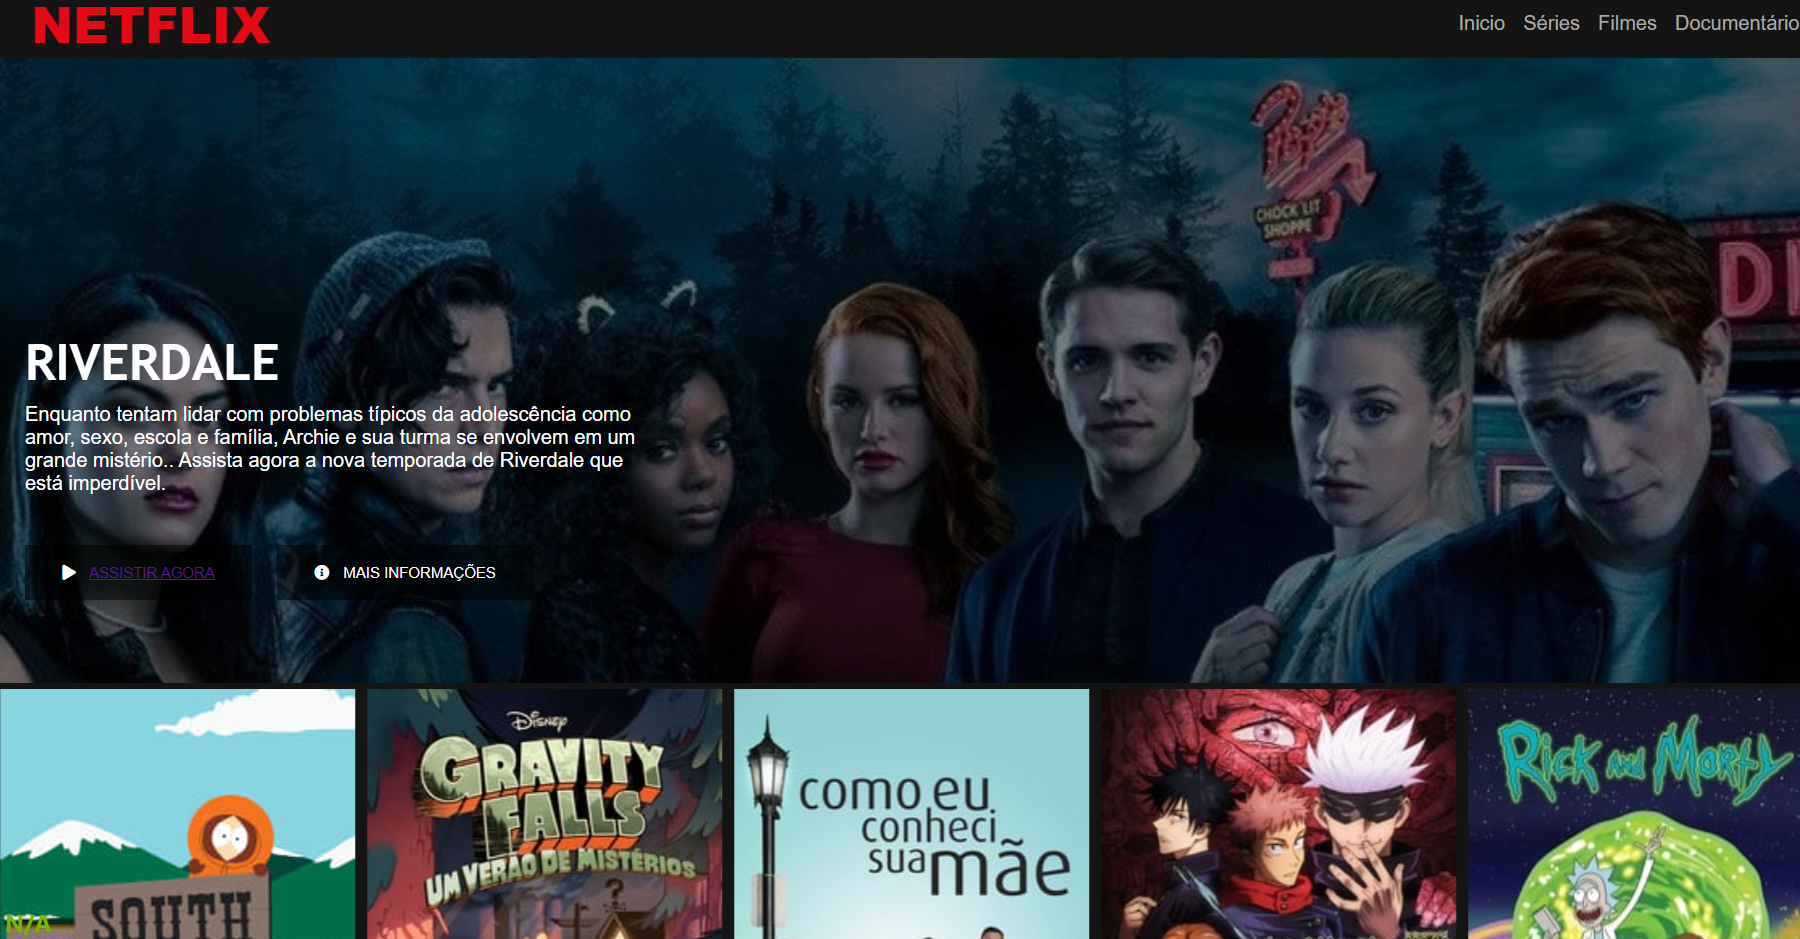 NETFLIX
Inicio Séries Filmes Documentário
CHOCK'LIT
SHOPPE
RIVERDALE
Enquanto tentam lidar com problemas típicos da adolescência como
amor, sexo, escola e família, Archie e sua turma se envolvem em um
grande mistério.. Assista agora a nova temporada de Riverdale que
está imperdível.
ASSISTIR AGORA
MAIS INFORMAÇÕES
SOUTH
N/A
DISNEY
GRAVITY
FALLS
UM VERÃO DE MISTÉRIOS
?
como eu
conheci
sua mãe
RICK AND MORTY